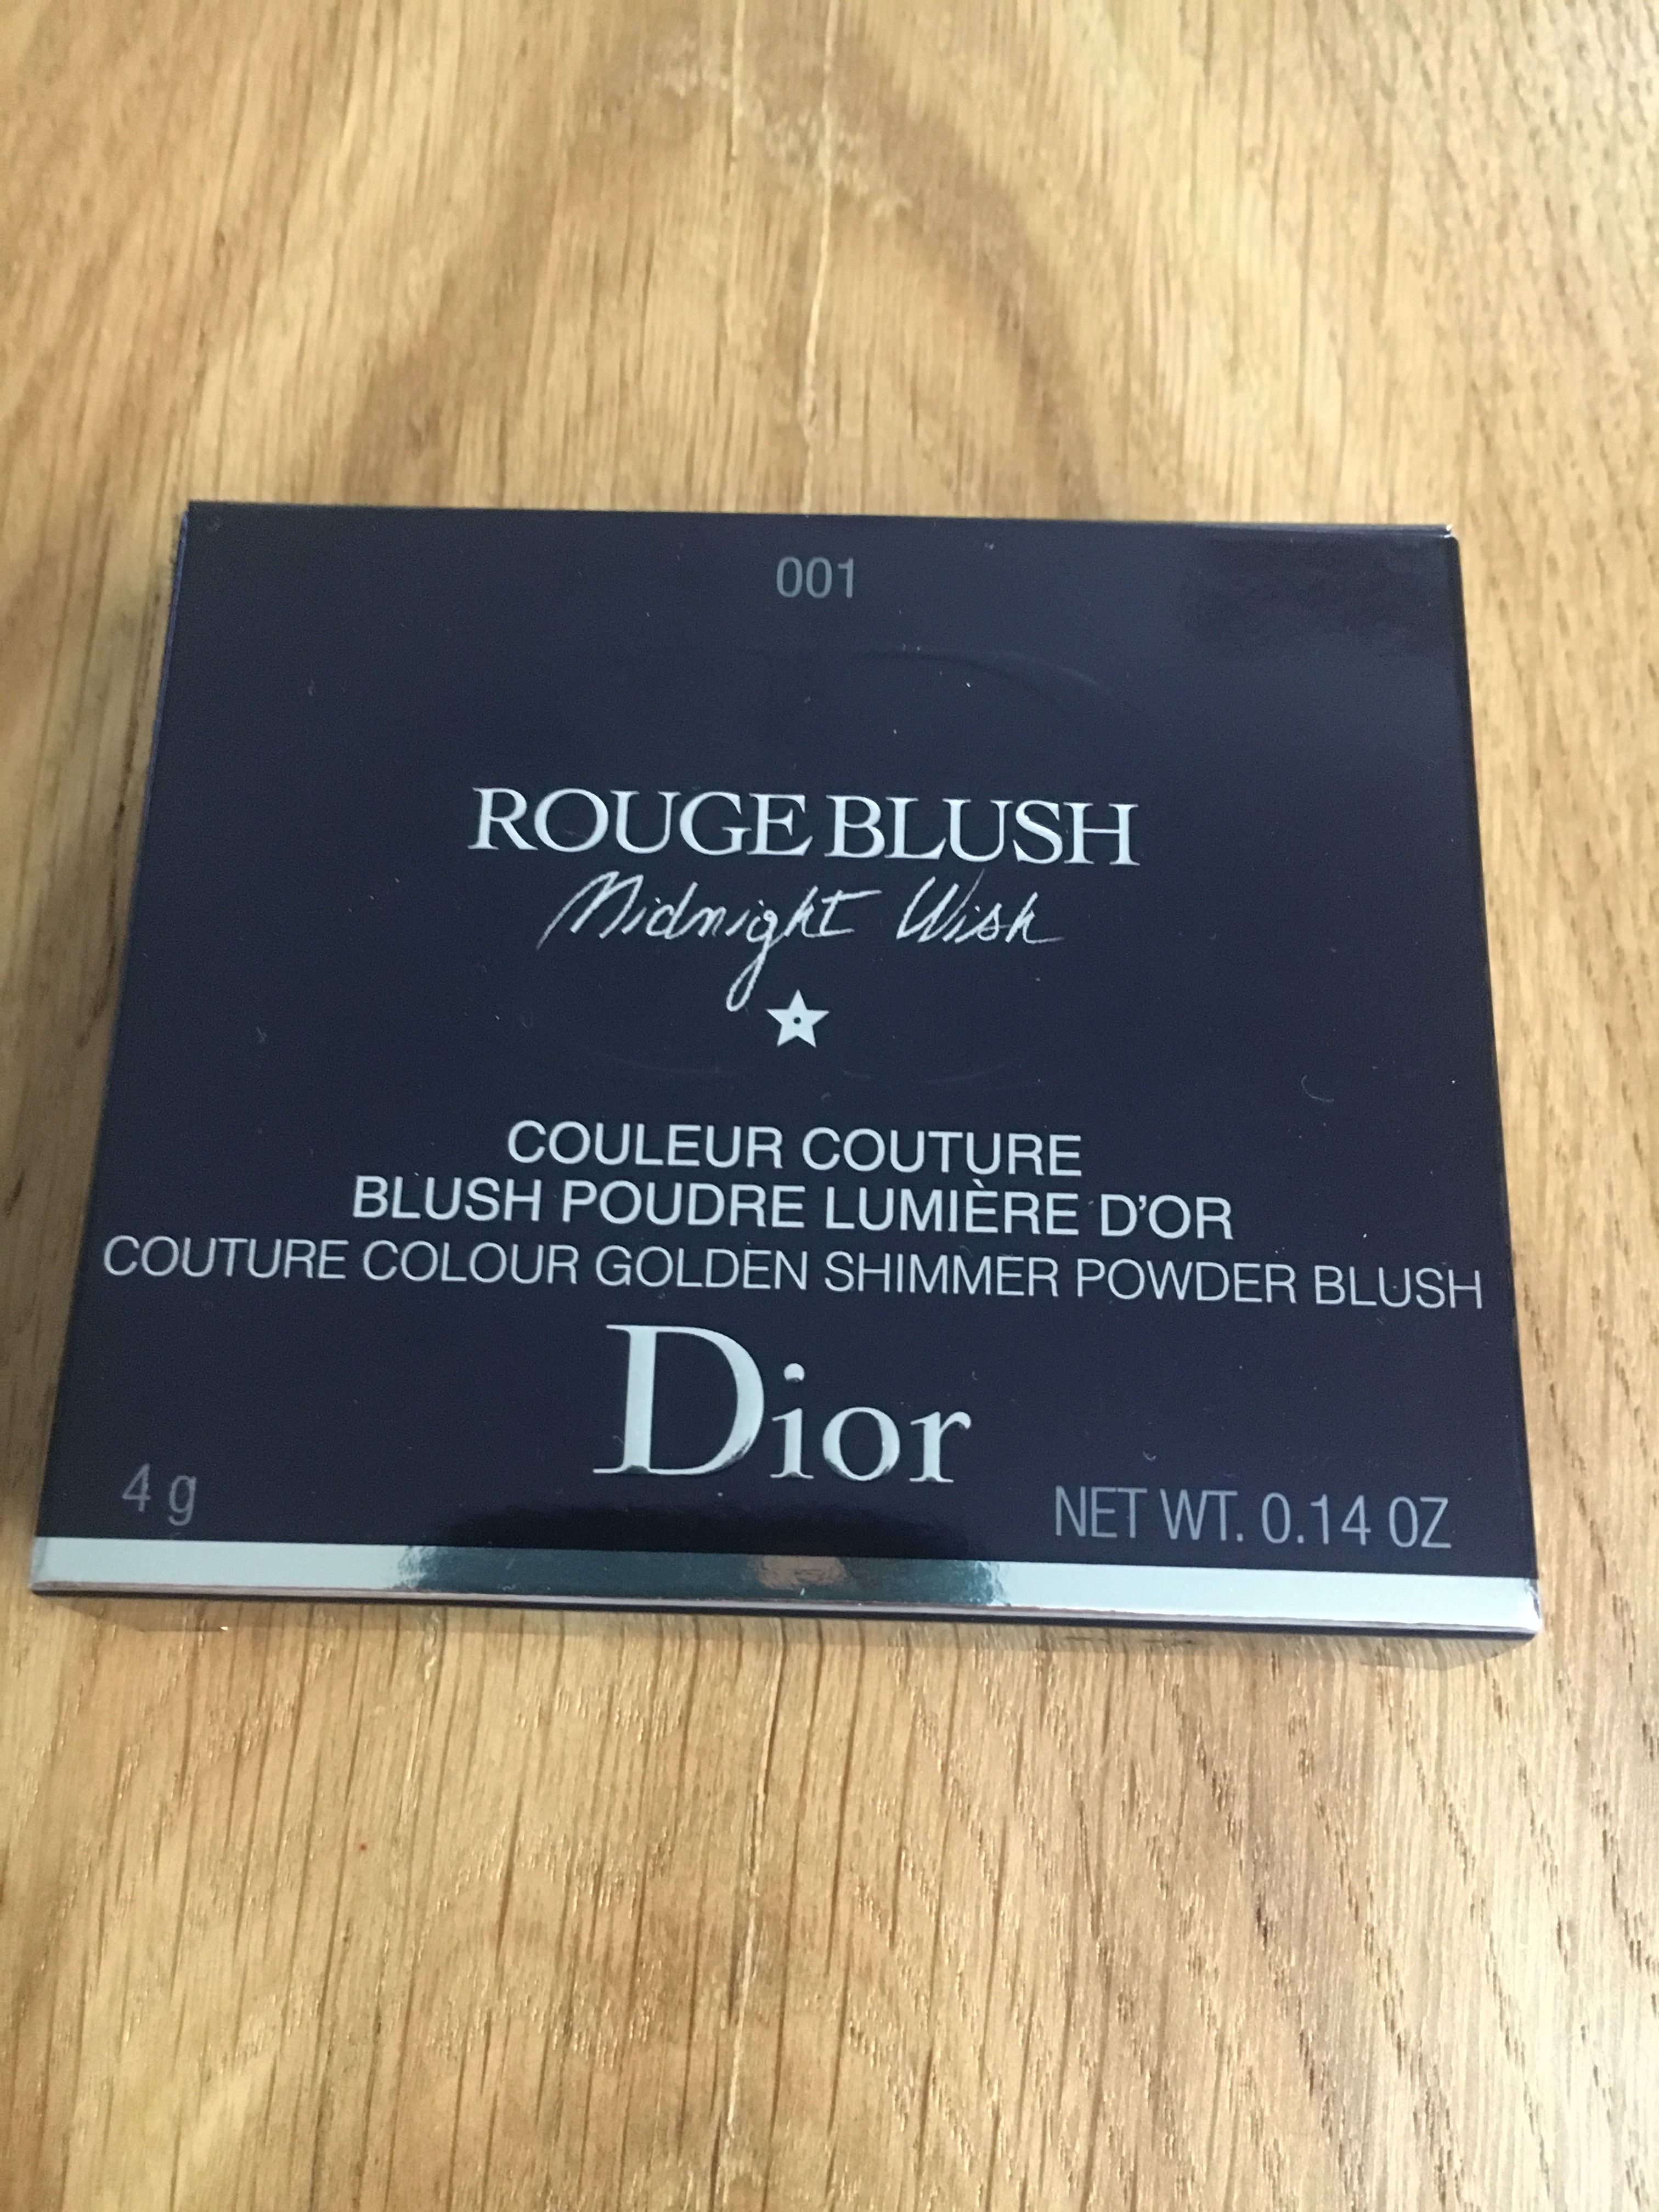 001
ROUGE BLUSH
Midnight Wish
COULEUR COUTURE
BLUSH POUDRE LUMIÈRE D'OR
COUTURE COLOUR GOLDEN SHIMMER POWDER BLUSH
Dior
4 g
NET WT. 0.14 OZ